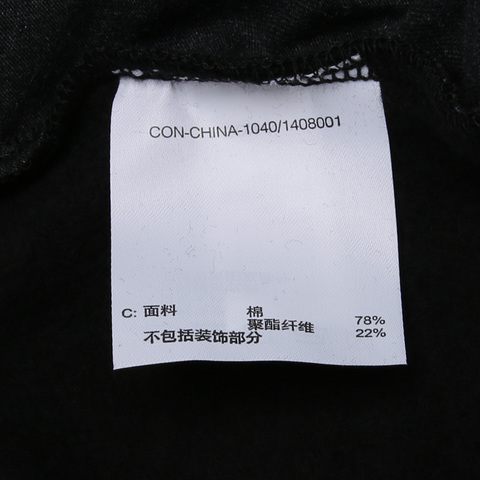 CON-CHINA-1040/1408001
C: 面料 棉 78%
聚酯纤维 22%
不包括装饰部分